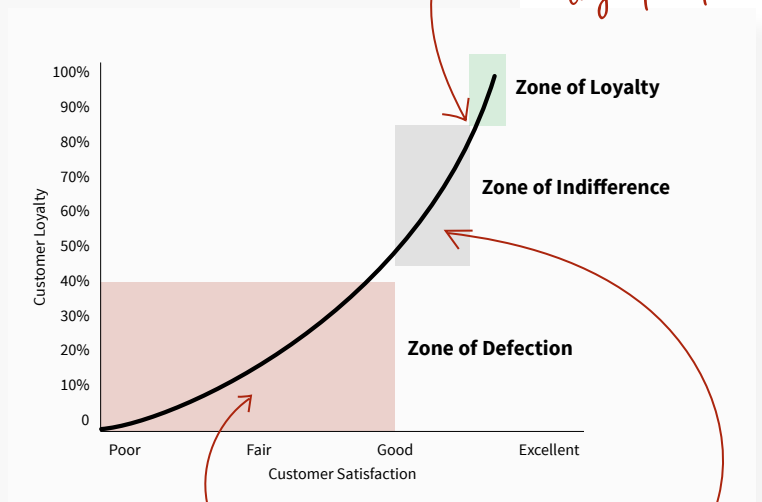 100%
Zone of Loyalty
90%
80%
70%
Zone of Indifference
60%
50%
Customer Loyalty
40%
30%
Zone of Defection
20%
10%
0
Poor Fair Good Excellent
Customer Satisfaction